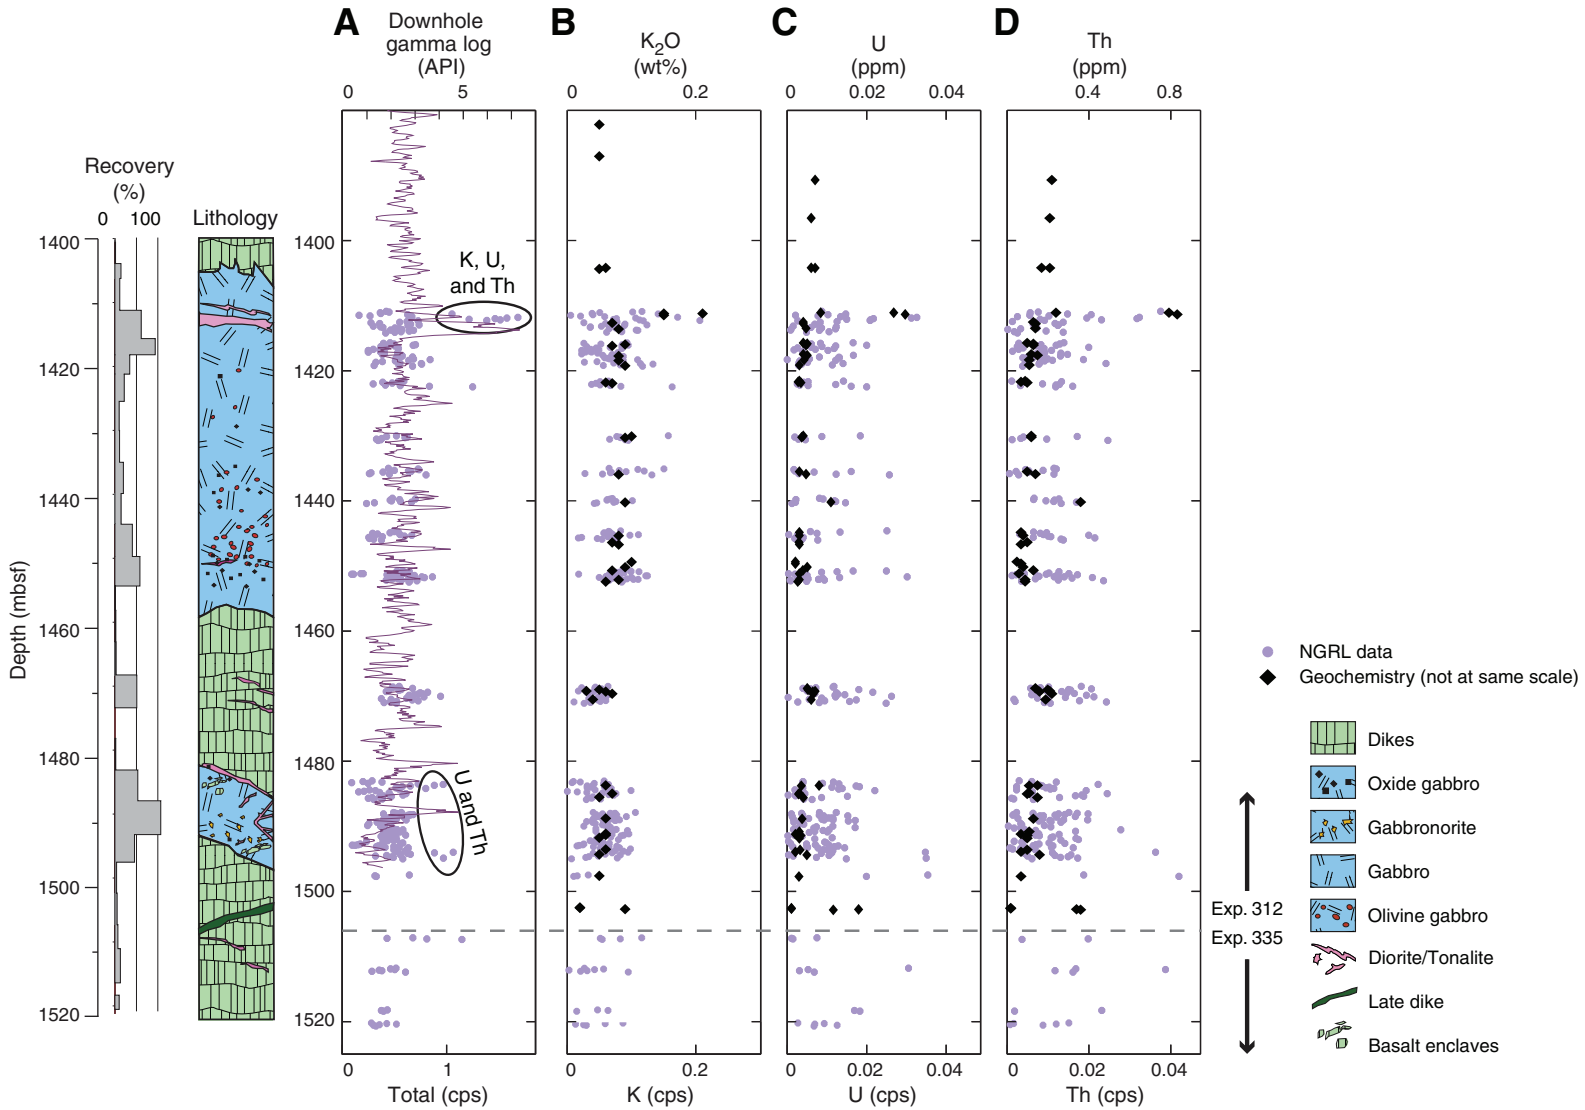 A
Downhole
gamma log
(API)
0 5
B
K2O
(wt%)
0 0.2
C
U
(ppm)
0 0.02 0.04
D
Th
(ppm)
0.4 0.8
Recovery
(%)
0 100
Lithology
Depth (mbsf)
1400
1420
1440
1460
1480
1500
1520
1400
1420
1440
1460
1480
1500
1520
K, U,
and Th
U and Th
0 1
Total (cps)
0 0.2
K (cps)
0 0.02 0.04
U (cps)
0 0.02 0.04
Th (cps)
NGRL data
Geochemistry (not at same scale)
Dikes
Oxide gabbro
Gabbronorite
Gabbro
Olivine gabbro
Diorite/Tonalite
Late dike
Basalt enclaves
Exp. 312
Exp. 335